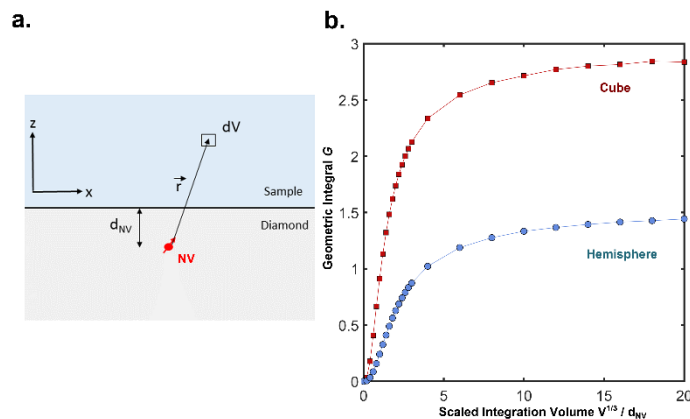 a.
z
x
dV
r
d_NV
NV
Sample
Diamond
b.
Geometric Integral G
3
2.5
2
1.5
1
0.5
0
Cube
Hemisphere
0 5 10 15 20
Scaled Integration Volume V^1/3 / d_NV